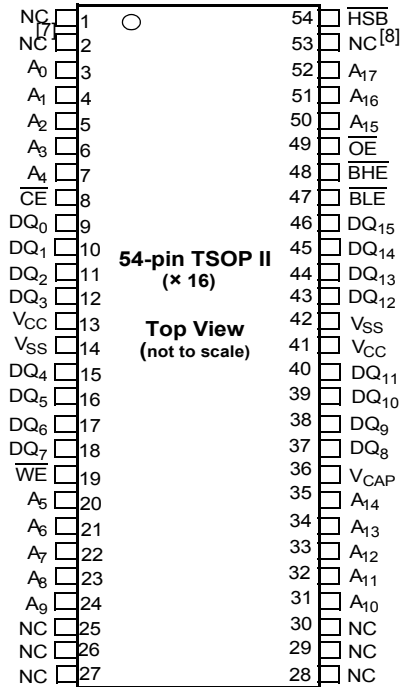 NC 1 54 H̅S̅B̅
[7] NC 2 53 NC [8]
A0 3 52 A17
A1 4 51 A16
A2 5 50 A15
A3 6 49 O̅E̅
A4 7 48 B̅H̅E̅
C̅E̅ 8 47 B̅L̅E̅
DQ0 9 46 DQ15
DQ1 10 45 DQ14
DQ2 11 44 DQ13
DQ3 12 43 DQ12
VCC 13 42 VSS
VSS 14 41 VCC
DQ4 15 40 DQ11
DQ5 16 39 DQ10
DQ6 17 38 DQ9
DQ7 18 37 DQ8
W̅E̅ 19 36 VCAP
A5 20 35 A14
A6 21 34 A13
A7 22 33 A12
A8 23 32 A11
A9 24 31 A10
NC 25 30 NC
NC 26 29 NC
NC 27 28 NC
54-pin TSOP II
(× 16)
Top View
(not to scale)